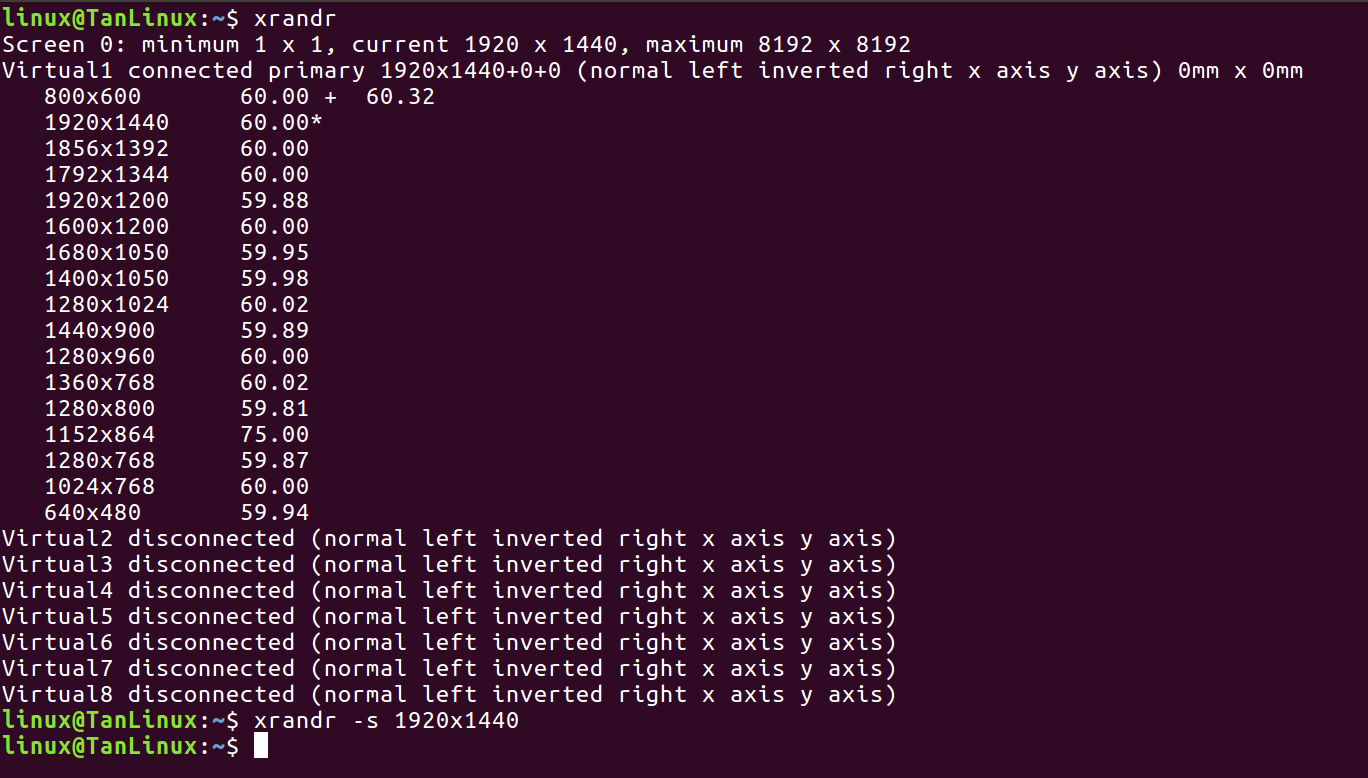 linux@TanLinux:~$ xrandr
Screen 0: minimum 1 x 1, current 1920 x 1440, maximum 8192 x 8192
Virtual1 connected primary 1920x1440+0+0 (normal left inverted right x axis y axis) 0mm x 0mm
   800x600       60.00 +  60.32
   1920x1440     60.00*
   1856x1392     60.00
   1792x1344     60.00
   1920x1200     59.88
   1600x1200     60.00
   1680x1050     59.95
   1400x1050     59.98
   1280x1024     60.02
   1440x900      59.89
   1280x960      60.00
   1360x768      60.02
   1280x800      59.81
   1152x864      75.00
   1280x768      59.87
   1024x768      60.00
   640x480       59.94
Virtual2 disconnected (normal left inverted right x axis y axis)
Virtual3 disconnected (normal left inverted right x axis y axis)
Virtual4 disconnected (normal left inverted right x axis y axis)
Virtual5 disconnected (normal left inverted right x axis y axis)
Virtual6 disconnected (normal left inverted right x axis y axis)
Virtual7 disconnected (normal left inverted right x axis y axis)
Virtual8 disconnected (normal left inverted right x axis y axis)
linux@TanLinux:~$ xrandr -s 1920x1440
linux@TanLinux:~$